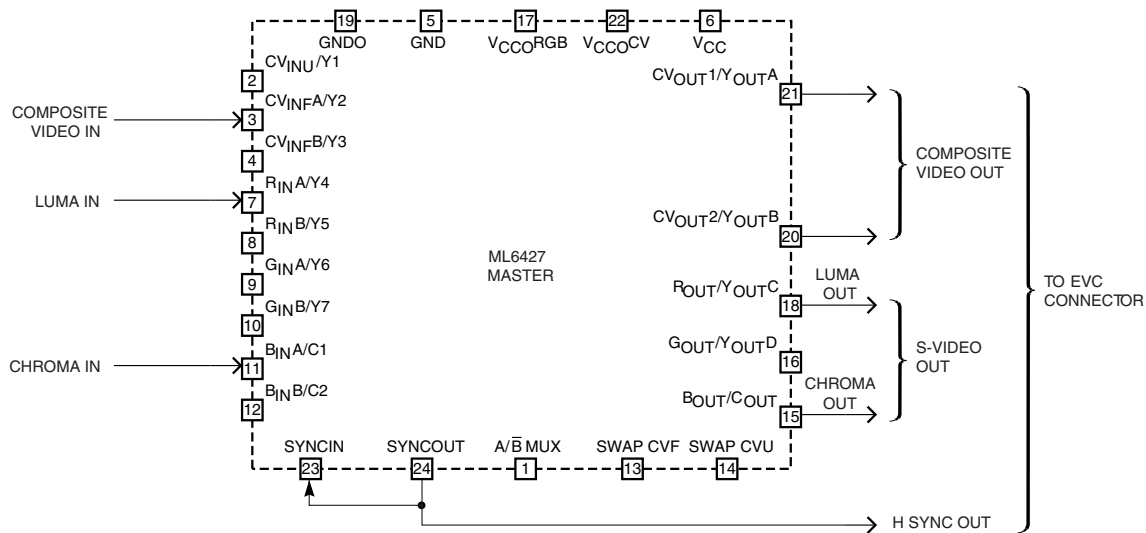 19 5 17 22 6
GNDO GND VCCORGB VCCOCV VCC
2 CVINU/Y1
CVOUT1/YOUTA 21
COMPOSITE
VIDEO IN
3 CVINFA/Y2
4 CVINFB/Y3
COMPOSITE
VIDEO OUT
LUMA IN
7 RINA/Y4
8 RINB/Y5
CVOUT2/YOUTB 20
ML6427
MASTER
9 GINA/Y6
LUMA
OUT
ROUT/YOUTC 18
TO EVC
CONNECTOR
10 GINB/Y7
S-VIDEO
OUT
GOUT/YOUTD 16
CHROMA IN
11 BINA/C1
12 BINB/C2
CHROMA
OUT
BOUT/COUT 15
SYNCIN SYNCOUT A/B̅ MUX SWAP CVF SWAP CVU
23 24 1 13 14
H SYNC OUT